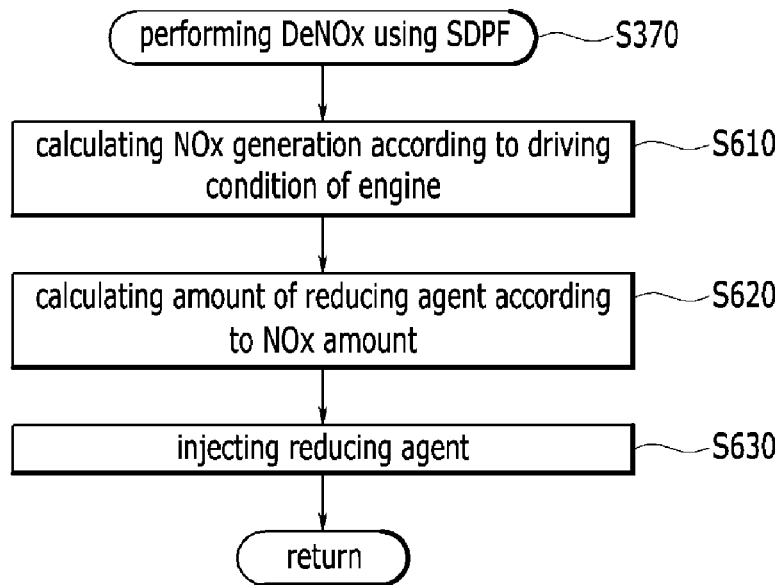 performing DeNOx using SDPF
S370
calculating NOx generation according to driving
condition of engine
S610
calculating amount of reducing agent according
to NOx amount
S620
injecting reducing agent
S630
return